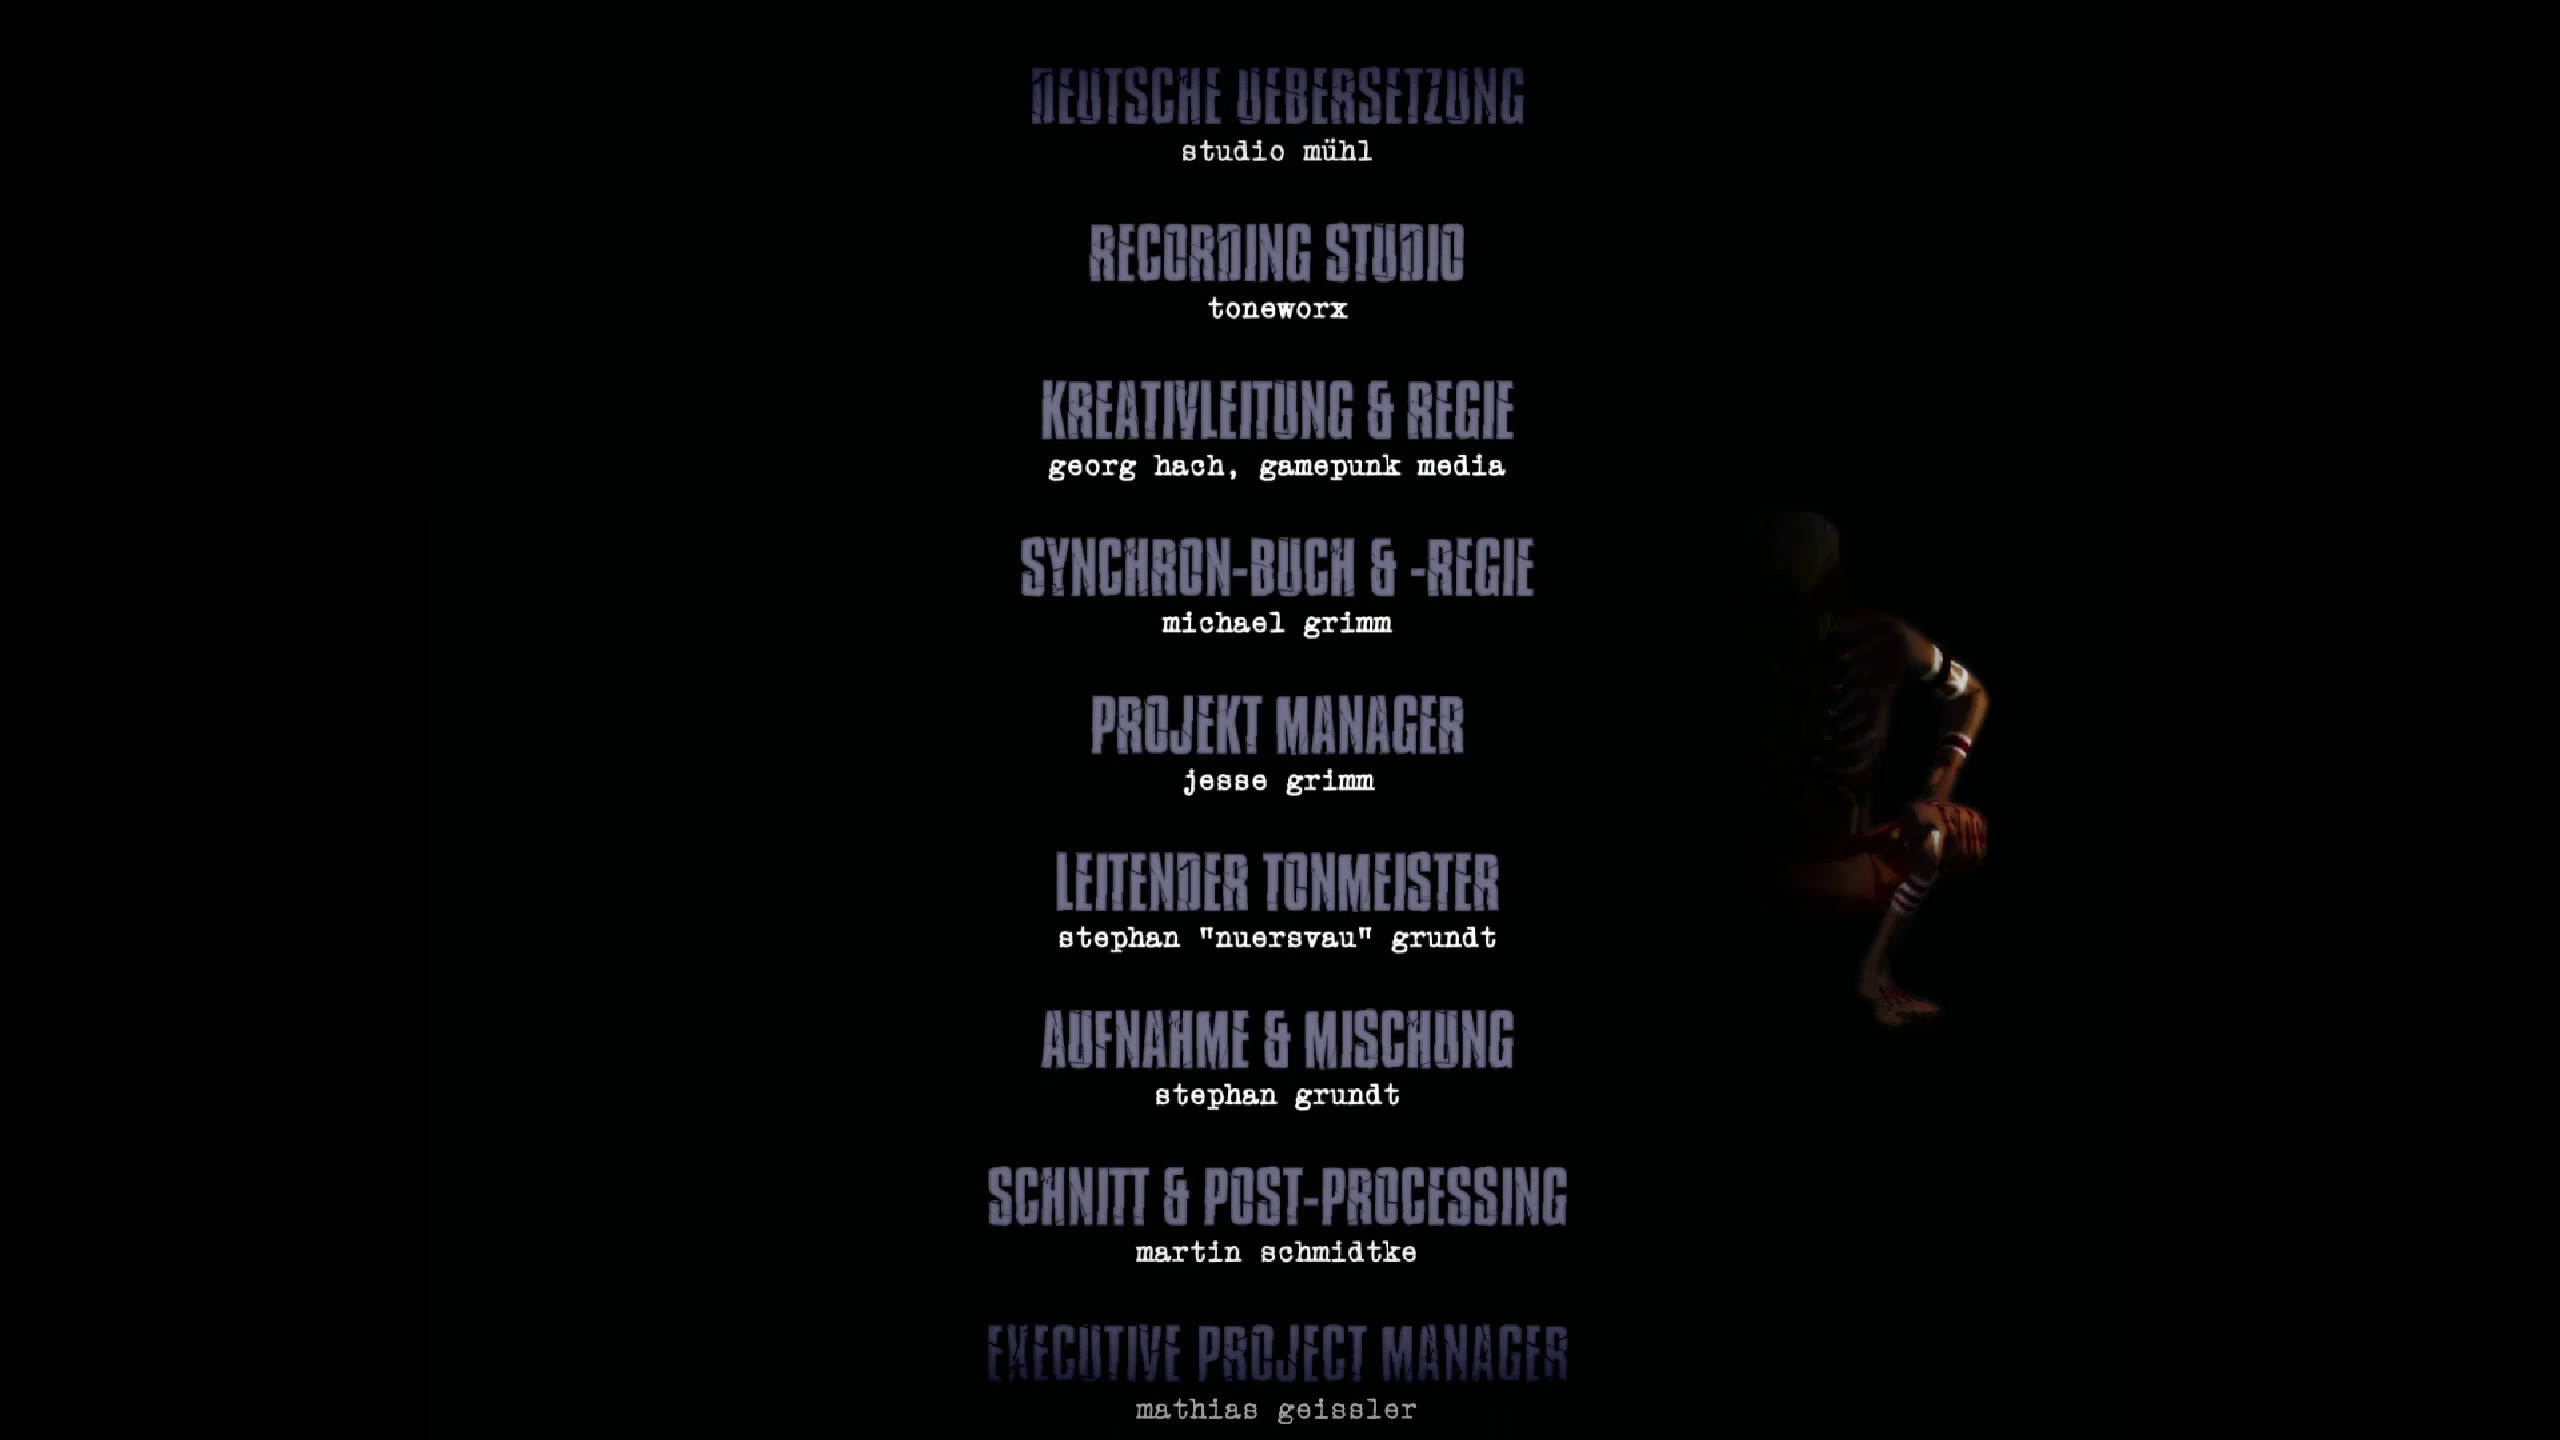 DEUTSCHE UEBERSETZUNG
studio mühl
RECORDING STUDIO
toneworx
KREATIVLEITUNG & REGIE
georg hach, gamepunk media
SYNCHRON-BUCH & -REGIE
michael grimm
PROJEKT MANAGER
jesse grimm
LEITENDER TONMEISTER
stephan "nuersvau" grundt
AUFNAHME & MISCHUNG
stephan grundt
SCHNITT & POST-PROCESSING
martin schmidtke
EXECUTIVE PROJECT MANAGER
mathias geissler